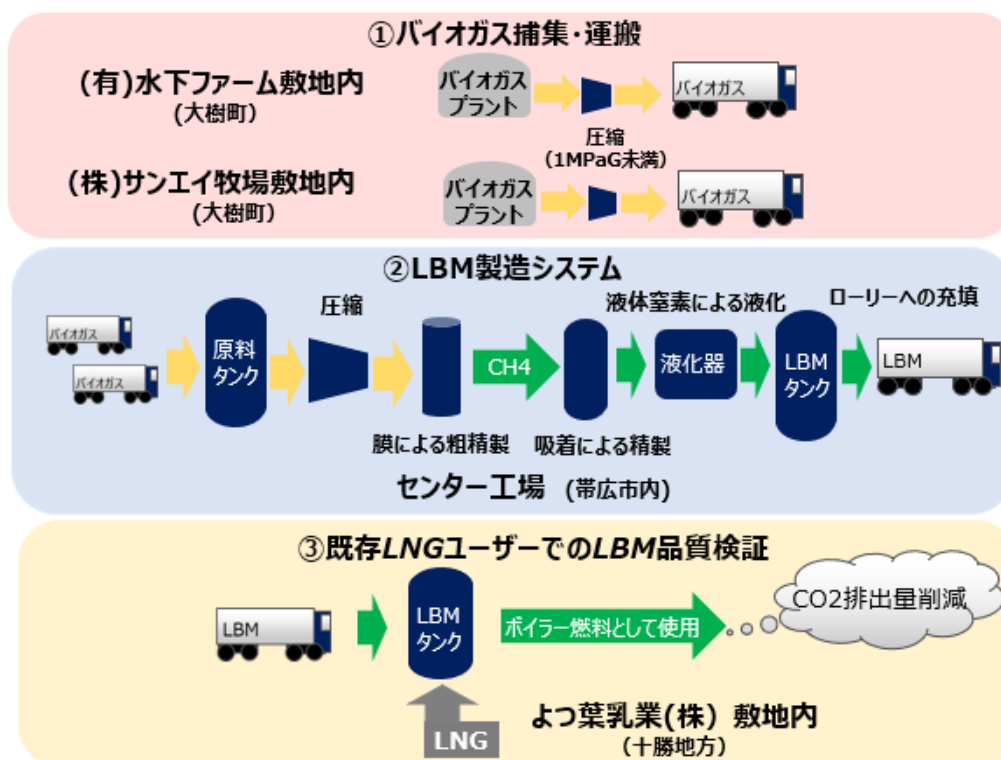 ①バイオガス捕集・運搬
(有)水下ファーム敷地内
(大樹町)
バイオガス
プラント
バイオガス
圧縮
(1MPaG未満)
(株)サンエイ牧場敷地内
(大樹町)
バイオガス
プラント
バイオガス
②LBM製造システム
圧縮
液体窒素による液化
ローリーへの充填
バイオガス
バイオガス
原料
タンク
CH4
液化器
LBM
タンク
LBM
膜による粗精製
吸着による精製
センター工場 (帯広市内)
③既存LNGユーザーでのLBM品質検証
LBM
LBM
タンク
ボイラー燃料として使用
CO2排出量削減
LNG
よつ葉乳業(株) 敷地内
(十勝地方)